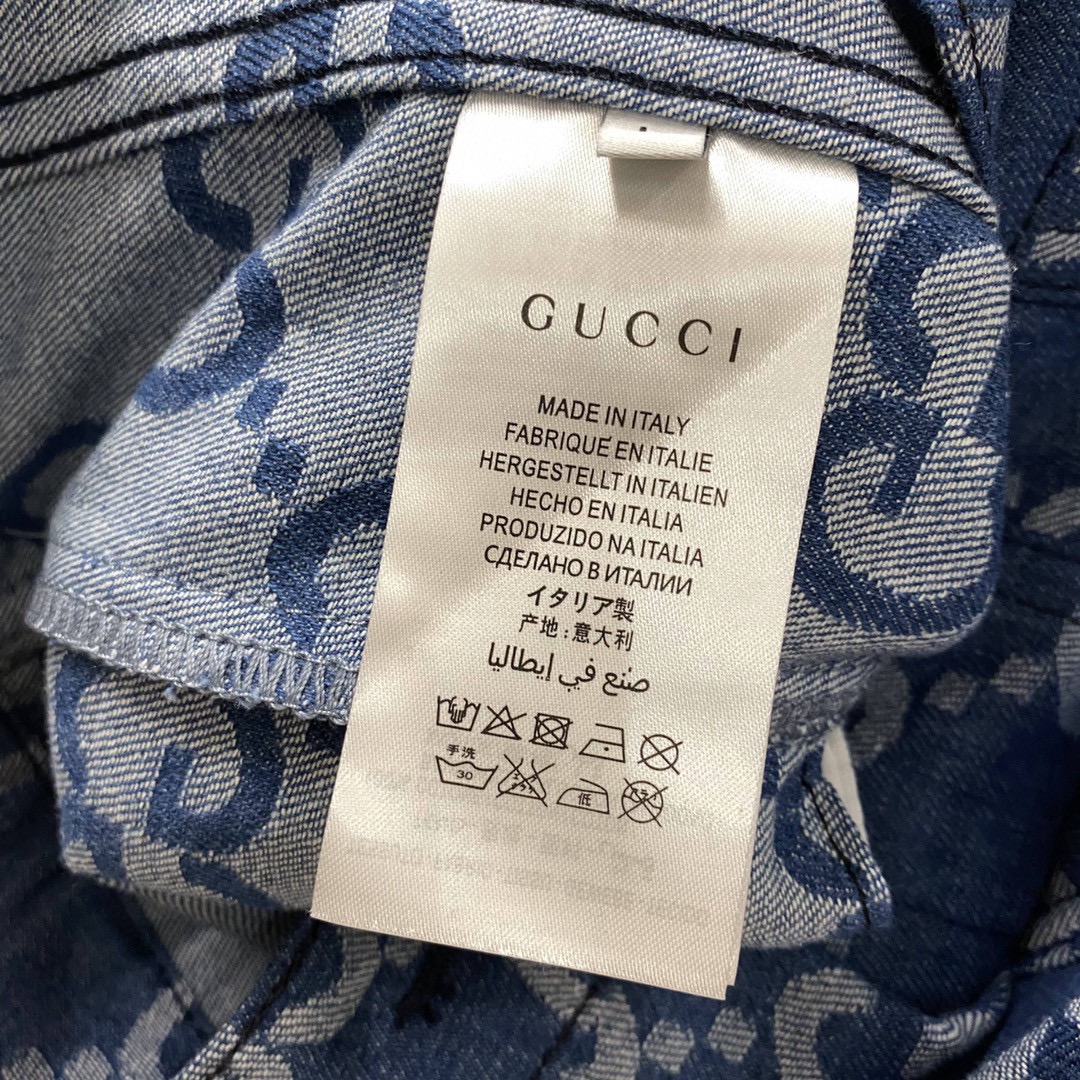 GUCCI
MADE IN ITALY
FABRIQUÉ EN ITALIE
HERGESTELLT IN ITALIEN
HECHO EN ITALIA
PRODUZIDO NA ITALIA
СДЕЛАНО В ИТАЛИИ
イタリア製
产地:意大利
صنع في إيطاليا
手洗
30
低